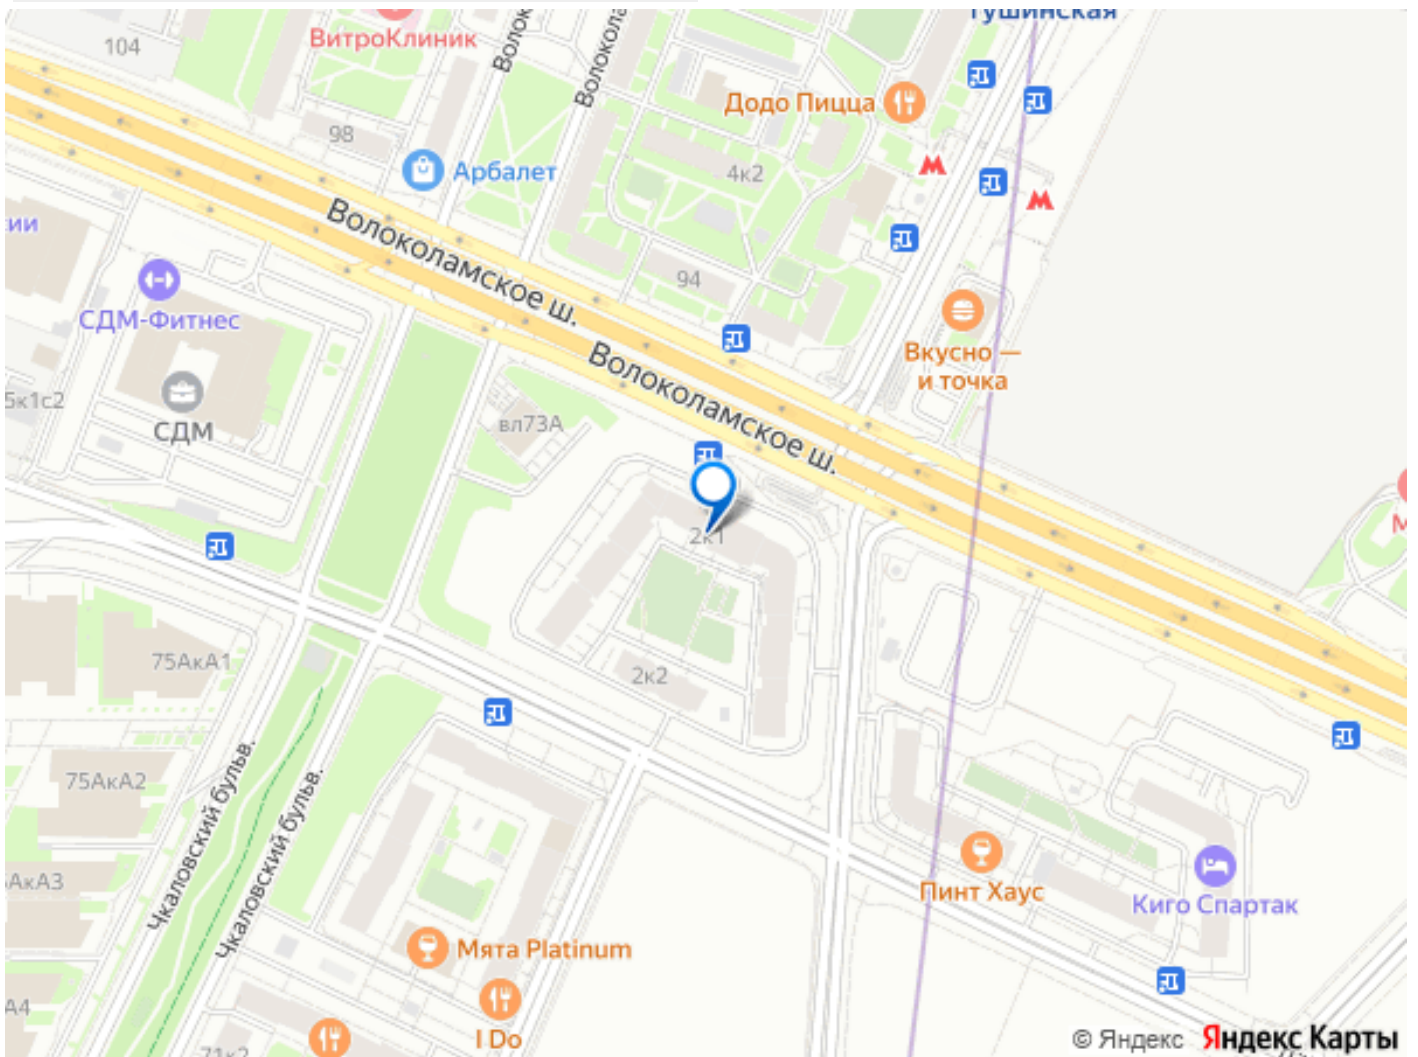 Тушинская
104
ВитроКлиник
Додо Пицца
98
Арбалет
4к2
Волоколамское ш.
94
СДМ-Фитнес
Вкусно —
и точка
Волоколамское ш.
5к1с2
СДМ
вл73А
2к1
75АкА1
2к2
75АкА2
Чкаловский бульв.
Чкаловский бульв.
АкА3
Пинт Хаус
Киго Спартак
Мята Platinum
А4
I Do
71к2
© Яндекс Яндекс Карты